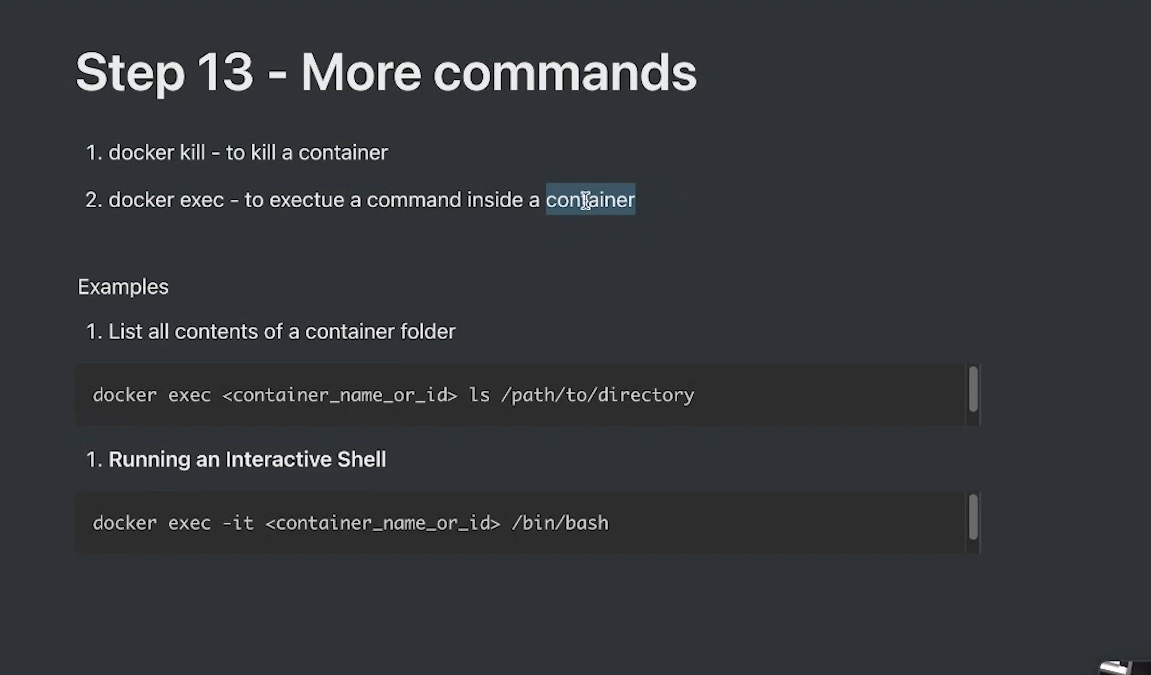 Step 13 - More commands
1. docker kill - to kill a container
2. docker exec - to exectue a command inside a container
Examples
1. List all contents of a container folder
docker exec <container_name_or_id> ls /path/to/directory
1. Running an Interactive Shell
docker exec -it <container_name_or_id> /bin/bash